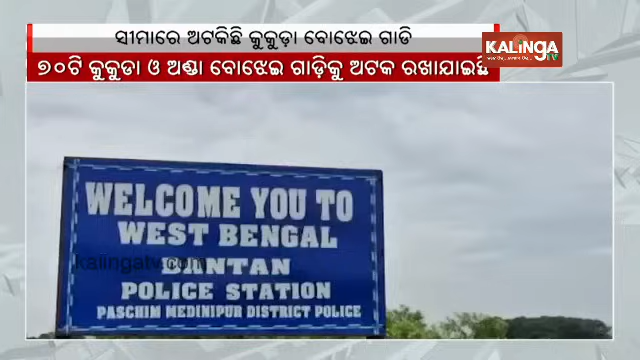 ସୀମାରେ ଅଟକିଛି କୁକୁଡ଼ା ବୋଝେଇ ଗାଡି
KALINGA TV
୭୦ଟି କୁକୁଡା ଓ ଅଣ୍ଡା ବୋଝେଇ ଗାଡ଼ିକୁ ଅଟକ ରଖାଯାଇଛି
WELCOME YOU TO
WEST BENGAL
kalingatv.com
DANTAN
POLICE STATION
PASCHIM MEDINIPUR DISTRICT POLICE